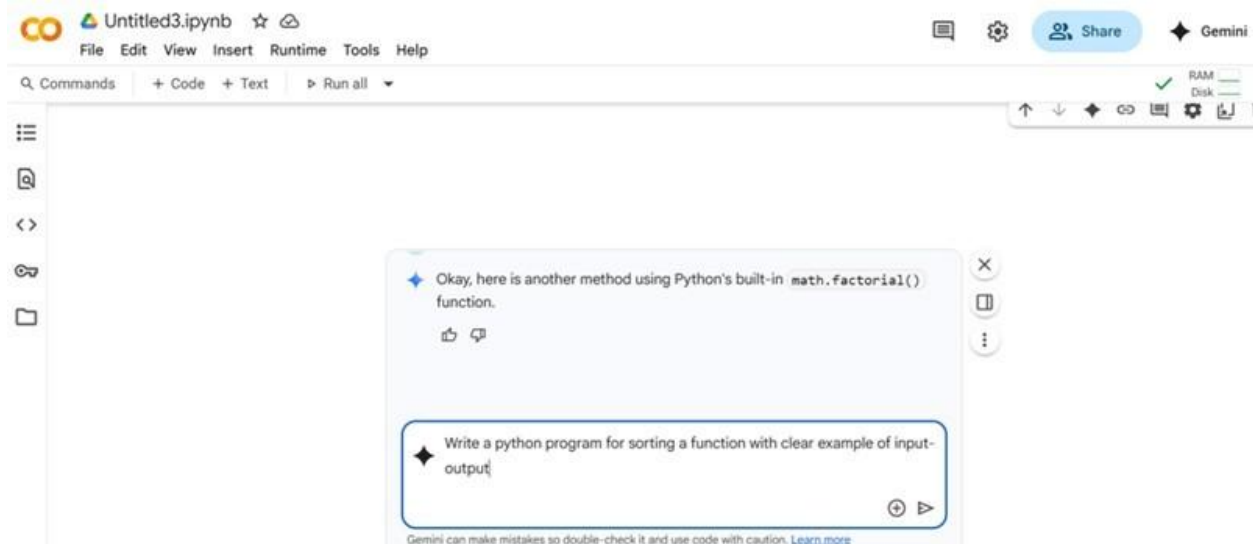 CO
Untitled3.ipynb
File Edit View Insert Runtime Tools Help
Share
Gemini
Commands + Code + Text Run all
RAM
Disk
Okay, here is another method using Python's built-in math.factorial()
function.
Write a python program for sorting a function with clear example of input-
output
Gemini can make mistakes so double-check it and use code with caution. Learn more